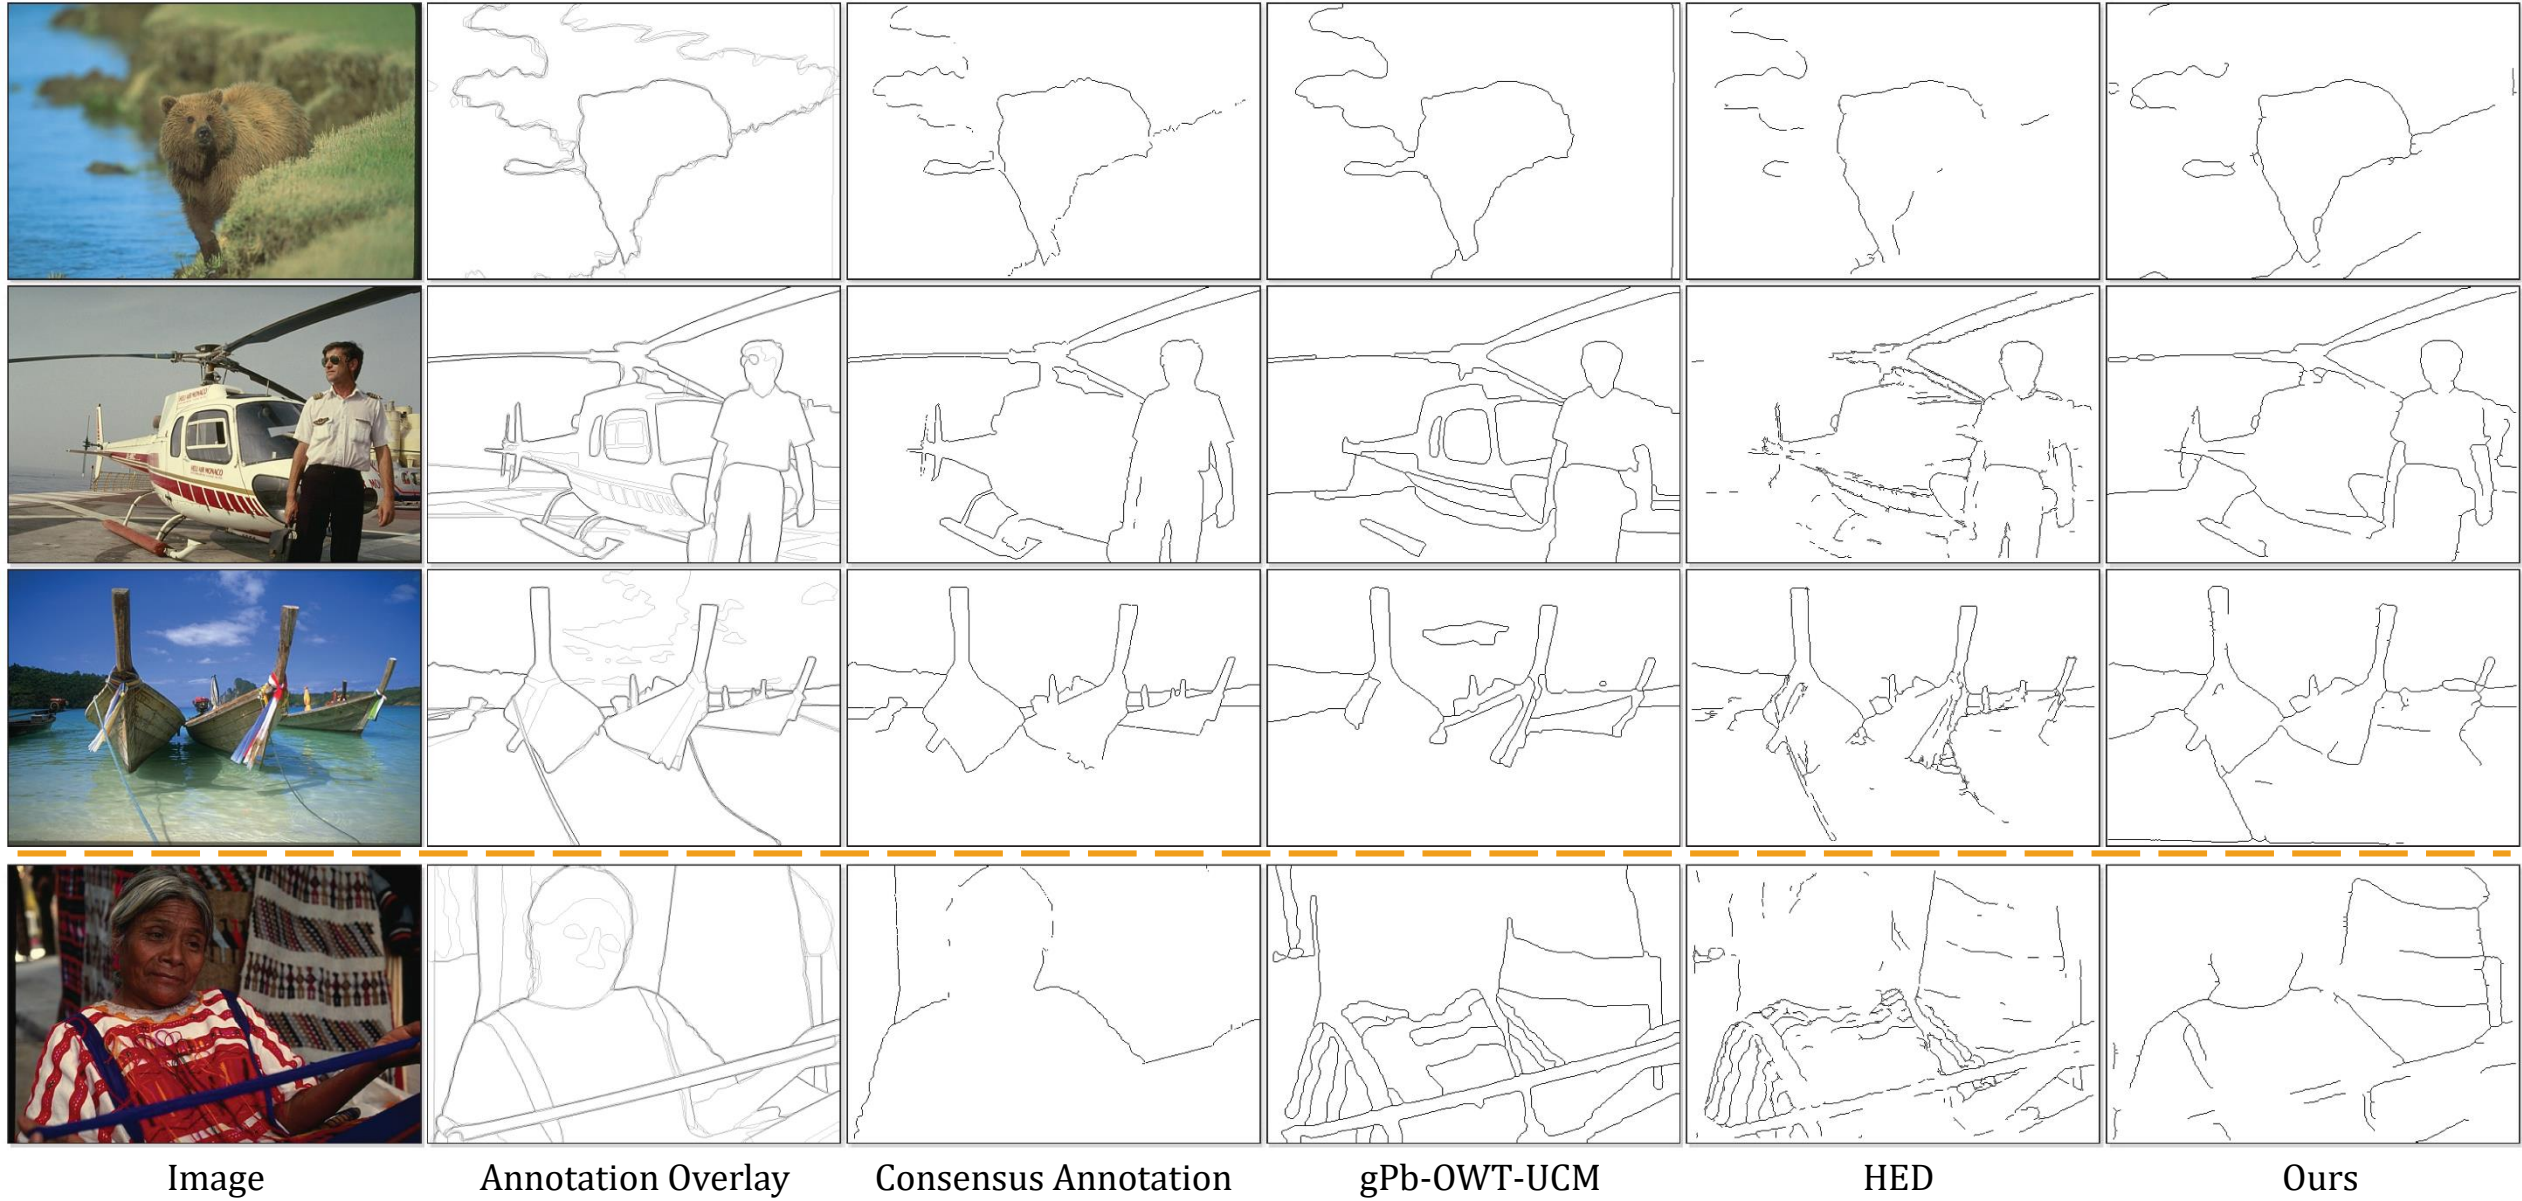 Image
Annotation Overlay
Consensus Annotation
gPb-OWT-UCM
HED
Ours